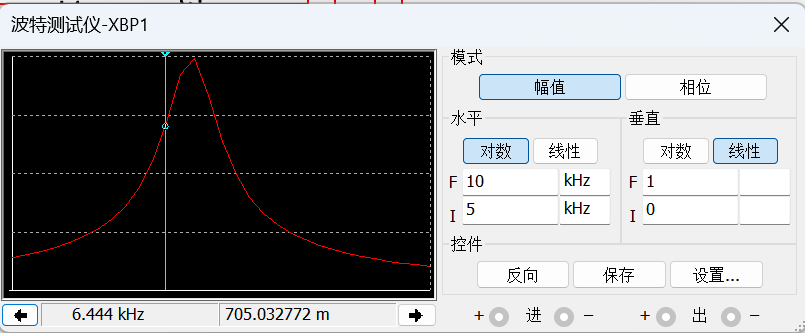 波特测试仪-XBP1
模式
幅值 相位
水平 垂直
对数 线性 对数 线性
F 10 kHz F 1
I 5 kHz I 0
控件
反向 保存 设置...
6.444 kHz 705.032772 m + 进 − + 出 −